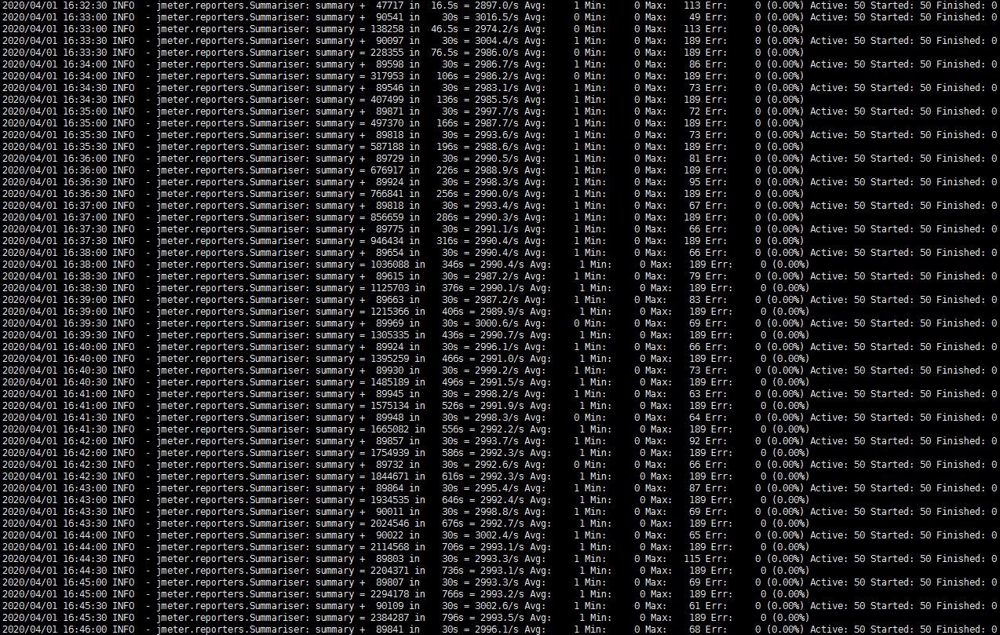 2020/04/01 16:32:30 INFO - jmeter.reporters.Summariser: summary + 47717 in 16.5s = 2897.0/s Avg: 1 Min: 0 Max: 113 Err: 0 (0.00%) Active: 50 Started: 50 Finished: 0
2020/04/01 16:33:00 INFO - jmeter.reporters.Summariser: summary + 90541 in 30s = 3016.5/s Avg: 0 Min: 0 Max: 49 Err: 0 (0.00%) Active: 50 Started: 50 Finished: 0
2020/04/01 16:33:00 INFO - jmeter.reporters.Summariser: summary = 138258 in 46.5s = 2974.2/s Avg: 0 Min: 0 Max: 113 Err: 0 (0.00%)
2020/04/01 16:33:30 INFO - jmeter.reporters.Summariser: summary + 90097 in 30s = 3004.4/s Avg: 0 Min: 0 Max: 189 Err: 0 (0.00%) Active: 50 Started: 50 Finished: 0
2020/04/01 16:33:30 INFO - jmeter.reporters.Summariser: summary = 228355 in 76.5s = 2986.0/s Avg: 0 Min: 0 Max: 189 Err: 0 (0.00%)
2020/04/01 16:34:00 INFO - jmeter.reporters.Summariser: summary + 89598 in 30s = 2986.7/s Avg: 1 Min: 0 Max: 86 Err: 0 (0.00%) Active: 50 Started: 50 Finished: 0
2020/04/01 16:34:00 INFO - jmeter.reporters.Summariser: summary = 317953 in 106s = 2986.2/s Avg: 0 Min: 0 Max: 189 Err: 0 (0.00%)
2020/04/01 16:34:30 INFO - jmeter.reporters.Summariser: summary + 89546 in 30s = 2983.1/s Avg: 1 Min: 0 Max: 73 Err: 0 (0.00%) Active: 50 Started: 50 Finished: 0
2020/04/01 16:34:30 INFO - jmeter.reporters.Summariser: summary = 407499 in 136s = 2985.5/s Avg: 1 Min: 0 Max: 189 Err: 0 (0.00%)
2020/04/01 16:35:00 INFO - jmeter.reporters.Summariser: summary + 89871 in 30s = 2997.7/s Avg: 1 Min: 0 Max: 72 Err: 0 (0.00%) Active: 50 Started: 50 Finished: 0
2020/04/01 16:35:00 INFO - jmeter.reporters.Summariser: summary = 497370 in 166s = 2987.7/s Avg: 1 Min: 0 Max: 189 Err: 0 (0.00%)
2020/04/01 16:35:30 INFO - jmeter.reporters.Summariser: summary + 89818 in 30s = 2993.6/s Avg: 1 Min: 0 Max: 73 Err: 0 (0.00%) Active: 50 Started: 50 Finished: 0
2020/04/01 16:35:30 INFO - jmeter.reporters.Summariser: summary = 587188 in 196s = 2988.6/s Avg: 1 Min: 0 Max: 189 Err: 0 (0.00%)
2020/04/01 16:36:00 INFO - jmeter.reporters.Summariser: summary + 89729 in 30s = 2990.5/s Avg: 1 Min: 0 Max: 81 Err: 0 (0.00%) Active: 50 Started: 50 Finished: 0
2020/04/01 16:36:00 INFO - jmeter.reporters.Summariser: summary = 676917 in 226s = 2988.9/s Avg: 1 Min: 0 Max: 189 Err: 0 (0.00%)
2020/04/01 16:36:30 INFO - jmeter.reporters.Summariser: summary + 89924 in 30s = 2998.3/s Avg: 1 Min: 0 Max: 95 Err: 0 (0.00%) Active: 50 Started: 50 Finished: 0
2020/04/01 16:36:30 INFO - jmeter.reporters.Summariser: summary = 766841 in 256s = 2990.0/s Avg: 1 Min: 0 Max: 189 Err: 0 (0.00%)
2020/04/01 16:37:00 INFO - jmeter.reporters.Summariser: summary + 89818 in 30s = 2993.4/s Avg: 1 Min: 0 Max: 67 Err: 0 (0.00%) Active: 50 Started: 50 Finished: 0
2020/04/01 16:37:00 INFO - jmeter.reporters.Summariser: summary = 856659 in 286s = 2990.3/s Avg: 1 Min: 0 Max: 189 Err: 0 (0.00%)
2020/04/01 16:37:30 INFO - jmeter.reporters.Summariser: summary + 89775 in 30s = 2991.1/s Avg: 1 Min: 0 Max: 66 Err: 0 (0.00%) Active: 50 Started: 50 Finished: 0
2020/04/01 16:37:30 INFO - jmeter.reporters.Summariser: summary = 946434 in 316s = 2990.4/s Avg: 1 Min: 0 Max: 189 Err: 0 (0.00%)
2020/04/01 16:38:00 INFO - jmeter.reporters.Summariser: summary + 89654 in 30s = 2990.4/s Avg: 1 Min: 0 Max: 66 Err: 0 (0.00%) Active: 50 Started: 50 Finished: 0
2020/04/01 16:38:00 INFO - jmeter.reporters.Summariser: summary = 1036088 in 346s = 2990.4/s Avg: 1 Min: 0 Max: 189 Err: 0 (0.00%)
2020/04/01 16:38:30 INFO - jmeter.reporters.Summariser: summary + 89615 in 30s = 2987.2/s Avg: 1 Min: 0 Max: 79 Err: 0 (0.00%) Active: 50 Started: 50 Finished: 0
2020/04/01 16:38:30 INFO - jmeter.reporters.Summariser: summary = 1125703 in 376s = 2990.1/s Avg: 1 Min: 0 Max: 189 Err: 0 (0.00%)
2020/04/01 16:39:00 INFO - jmeter.reporters.Summariser: summary + 89663 in 30s = 2987.2/s Avg: 1 Min: 0 Max: 83 Err: 0 (0.00%) Active: 50 Started: 50 Finished: 0
2020/04/01 16:39:00 INFO - jmeter.reporters.Summariser: summary = 1215366 in 406s = 2989.9/s Avg: 1 Min: 0 Max: 189 Err: 0 (0.00%)
2020/04/01 16:39:30 INFO - jmeter.reporters.Summariser: summary + 89969 in 30s = 3000.6/s Avg: 0 Min: 0 Max: 69 Err: 0 (0.00%) Active: 50 Started: 50 Finished: 0
2020/04/01 16:39:30 INFO - jmeter.reporters.Summariser: summary = 1305335 in 436s = 2990.7/s Avg: 1 Min: 0 Max: 189 Err: 0 (0.00%)
2020/04/01 16:40:00 INFO - jmeter.reporters.Summariser: summary + 89924 in 30s = 2996.1/s Avg: 1 Min: 0 Max: 66 Err: 0 (0.00%) Active: 50 Started: 50 Finished: 0
2020/04/01 16:40:00 INFO - jmeter.reporters.Summariser: summary = 1395259 in 466s = 2991.0/s Avg: 1 Min: 0 Max: 189 Err: 0 (0.00%)
2020/04/01 16:40:30 INFO - jmeter.reporters.Summariser: summary + 89930 in 30s = 2999.2/s Avg: 1 Min: 0 Max: 73 Err: 0 (0.00%) Active: 50 Started: 50 Finished: 0
2020/04/01 16:40:30 INFO - jmeter.reporters.Summariser: summary = 1485189 in 496s = 2991.5/s Avg: 1 Min: 0 Max: 189 Err: 0 (0.00%)
2020/04/01 16:41:00 INFO - jmeter.reporters.Summariser: summary + 89945 in 30s = 2998.2/s Avg: 1 Min: 0 Max: 63 Err: 0 (0.00%) Active: 50 Started: 50 Finished: 0
2020/04/01 16:41:00 INFO - jmeter.reporters.Summariser: summary = 1575134 in 526s = 2991.9/s Avg: 1 Min: 0 Max: 189 Err: 0 (0.00%)
2020/04/01 16:41:30 INFO - jmeter.reporters.Summariser: summary + 89948 in 30s = 2998.3/s Avg: 0 Min: 0 Max: 64 Err: 0 (0.00%) Active: 50 Started: 50 Finished: 0
2020/04/01 16:41:30 INFO - jmeter.reporters.Summariser: summary = 1665082 in 556s = 2992.2/s Avg: 1 Min: 0 Max: 189 Err: 0 (0.00%)
2020/04/01 16:42:00 INFO - jmeter.reporters.Summariser: summary + 89857 in 30s = 2993.7/s Avg: 1 Min: 0 Max: 92 Err: 0 (0.00%) Active: 50 Started: 50 Finished: 0
2020/04/01 16:42:00 INFO - jmeter.reporters.Summariser: summary = 1754939 in 586s = 2992.3/s Avg: 1 Min: 0 Max: 189 Err: 0 (0.00%)
2020/04/01 16:42:30 INFO - jmeter.reporters.Summariser: summary + 89732 in 30s = 2992.6/s Avg: 0 Min: 0 Max: 66 Err: 0 (0.00%) Active: 50 Started: 50 Finished: 0
2020/04/01 16:42:30 INFO - jmeter.reporters.Summariser: summary = 1844671 in 616s = 2992.3/s Avg: 1 Min: 0 Max: 189 Err: 0 (0.00%)
2020/04/01 16:43:00 INFO - jmeter.reporters.Summariser: summary + 89864 in 30s = 2995.4/s Avg: 1 Min: 0 Max: 87 Err: 0 (0.00%) Active: 50 Started: 50 Finished: 0
2020/04/01 16:43:00 INFO - jmeter.reporters.Summariser: summary = 1934535 in 646s = 2992.4/s Avg: 1 Min: 0 Max: 189 Err: 0 (0.00%)
2020/04/01 16:43:30 INFO - jmeter.reporters.Summariser: summary + 90011 in 30s = 2998.8/s Avg: 1 Min: 0 Max: 69 Err: 0 (0.00%) Active: 50 Started: 50 Finished: 0
2020/04/01 16:43:30 INFO - jmeter.reporters.Summariser: summary = 2024546 in 676s = 2992.7/s Avg: 1 Min: 0 Max: 189 Err: 0 (0.00%)
2020/04/01 16:44:00 INFO - jmeter.reporters.Summariser: summary + 90022 in 30s = 3002.4/s Avg: 1 Min: 0 Max: 65 Err: 0 (0.00%) Active: 50 Started: 50 Finished: 0
2020/04/01 16:44:00 INFO - jmeter.reporters.Summariser: summary = 2114568 in 706s = 2993.1/s Avg: 1 Min: 0 Max: 189 Err: 0 (0.00%)
2020/04/01 16:44:30 INFO - jmeter.reporters.Summariser: summary + 89803 in 30s = 2993.3/s Avg: 1 Min: 0 Max: 115 Err: 0 (0.00%) Active: 50 Started: 50 Finished: 0
2020/04/01 16:44:30 INFO - jmeter.reporters.Summariser: summary = 2204371 in 736s = 2993.1/s Avg: 1 Min: 0 Max: 189 Err: 0 (0.00%)
2020/04/01 16:45:00 INFO - jmeter.reporters.Summariser: summary + 89807 in 30s = 2993.3/s Avg: 1 Min: 0 Max: 69 Err: 0 (0.00%) Active: 50 Started: 50 Finished: 0
2020/04/01 16:45:00 INFO - jmeter.reporters.Summariser: summary = 2294178 in 766s = 2993.2/s Avg: 1 Min: 0 Max: 189 Err: 0 (0.00%)
2020/04/01 16:45:30 INFO - jmeter.reporters.Summariser: summary + 90109 in 30s = 3002.6/s Avg: 1 Min: 0 Max: 61 Err: 0 (0.00%) Active: 50 Started: 50 Finished: 0
2020/04/01 16:45:30 INFO - jmeter.reporters.Summariser: summary = 2384287 in 796s = 2993.5/s Avg: 1 Min: 0 Max: 189 Err: 0 (0.00%)
2020/04/01 16:46:00 INFO - jmeter.reporters.Summariser: summary + 89841 in 30s = 2996.1/s Avg: 1 Min: 0 Max: 68 Err: 0 (0.00%) Active: 50 Started: 50 Finished: 0